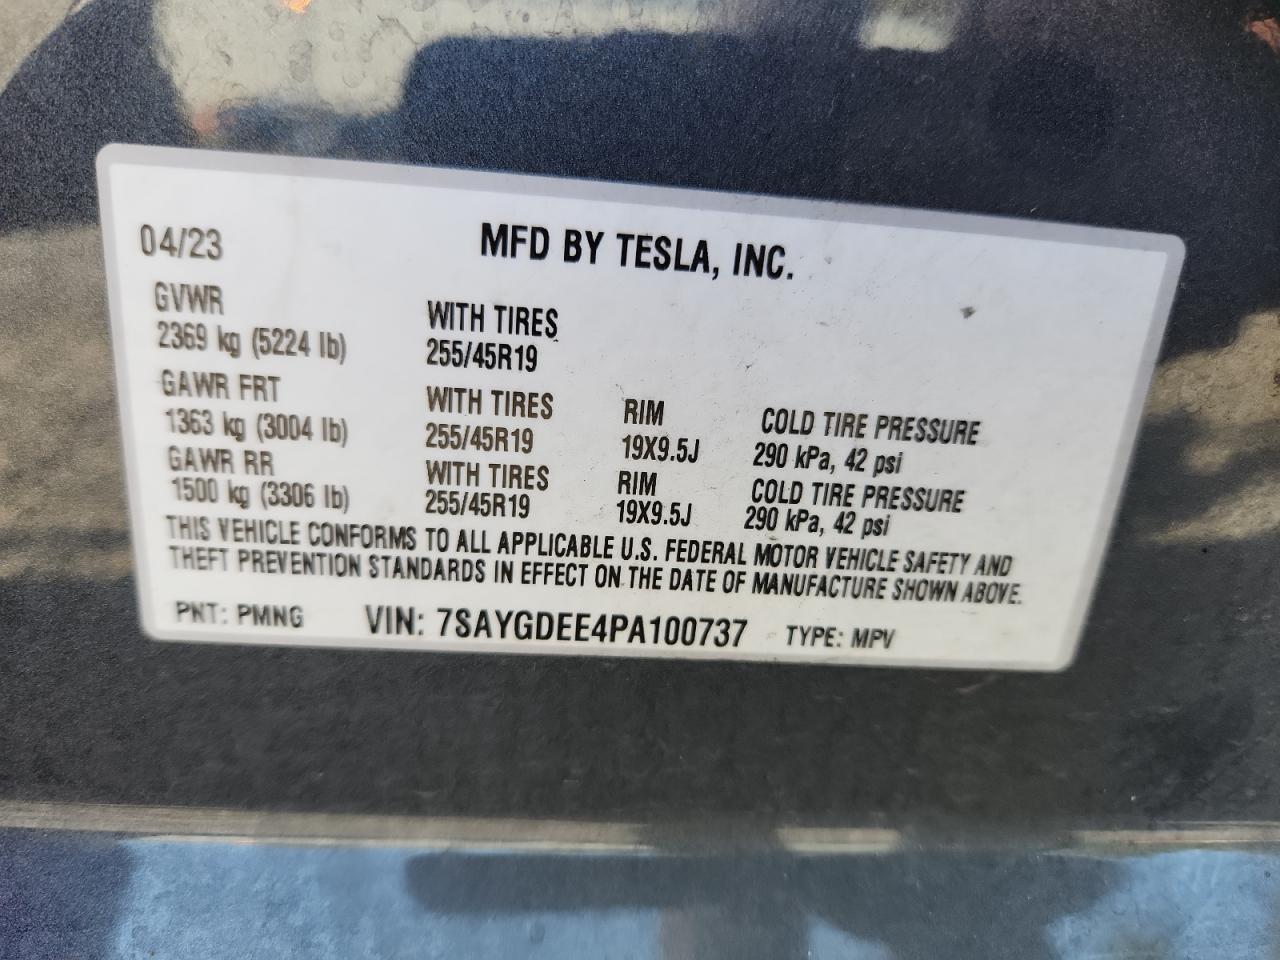 04/23 MFD BY TESLA, INC.
GVWR WITH TIRES
2369 kg (5224 lb) 255/45R19
GAWR FRT WITH TIRES RIM COLD TIRE PRESSURE
1363 kg (3004 lb) 255/45R19 19X9.5J 290 kPa, 42 psi
GAWR RR WITH TIRES RIM COLD TIRE PRESSURE
1500 kg (3306 lb) 255/45R19 19X9.5J 290 kPa, 42 psi
THIS VEHICLE CONFORMS TO ALL APPLICABLE U.S. FEDERAL MOTOR VEHICLE SAFETY AND
THEFT PREVENTION STANDARDS IN EFFECT ON THE DATE OF MANUFACTURE SHOWN ABOVE.
PNT: PMNG VIN: 7SAYGDEE4PA100737 TYPE: MPV